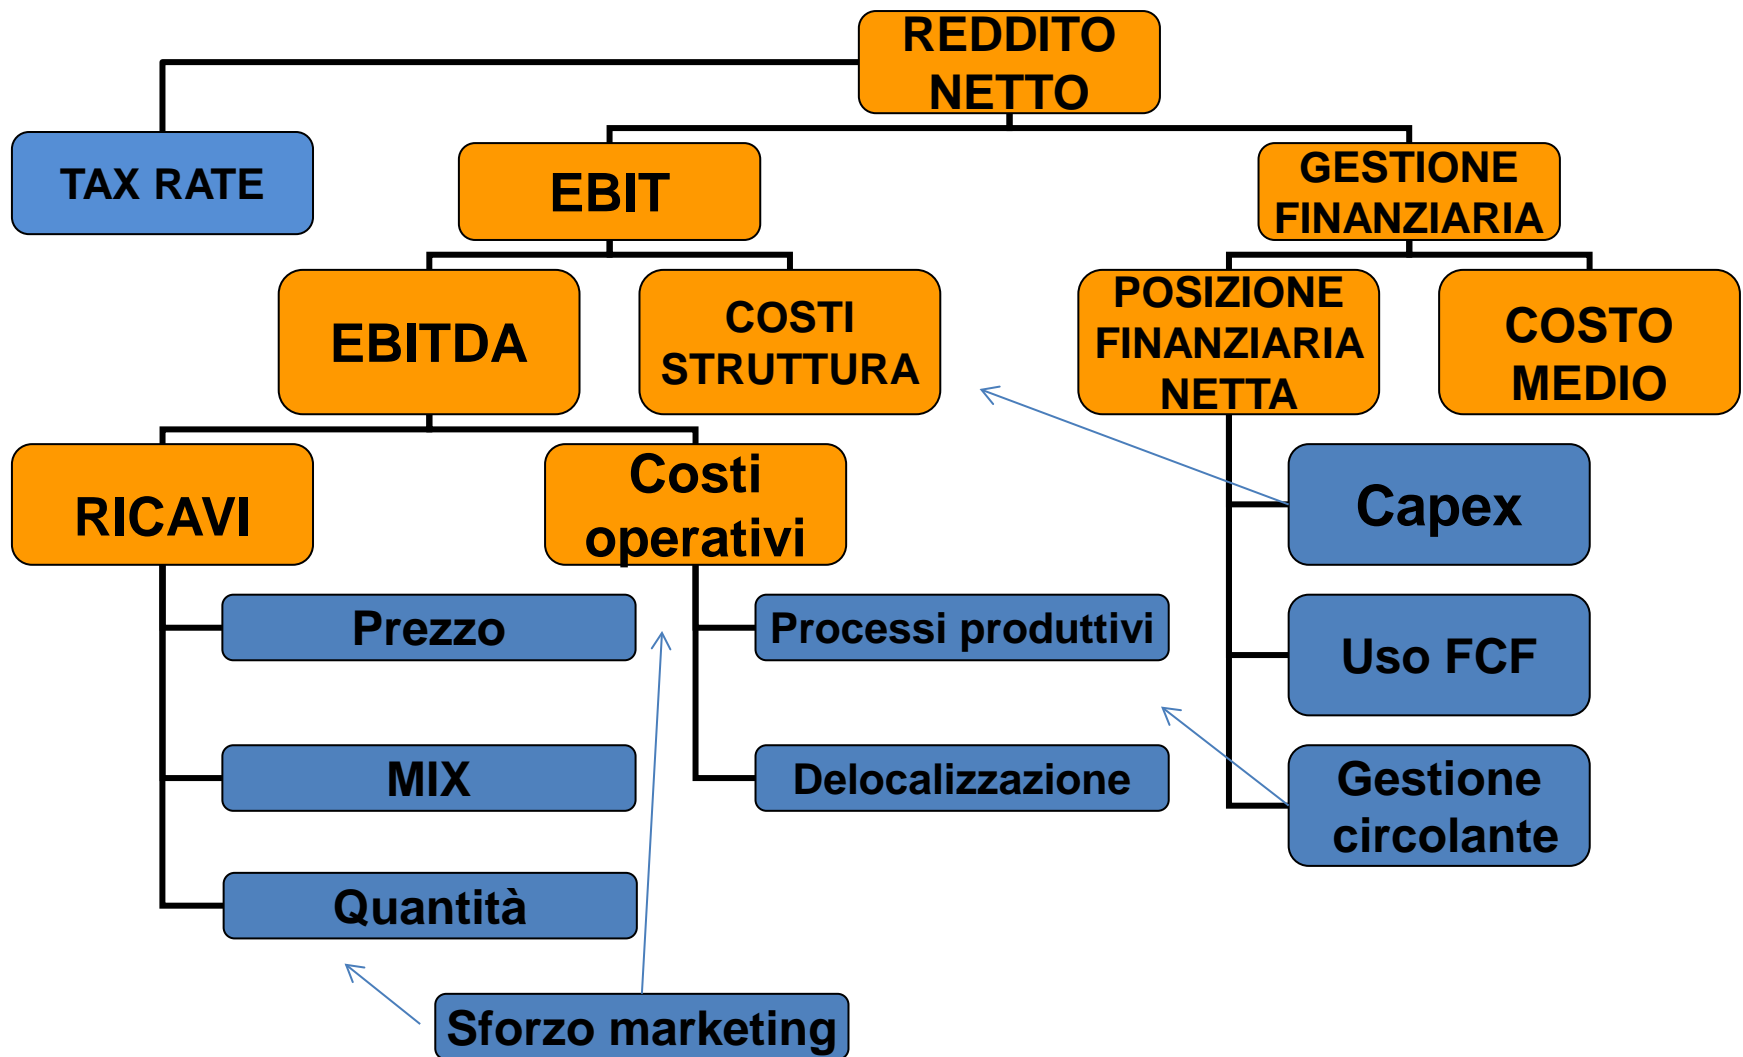 REDDITO
NETTO
TAX RATE
EBIT
GESTIONE
FINANZIARIA
EBITDA
COSTI
STRUTTURA
POSIZIONE
FINANZIARIA
NETTA
COSTO
MEDIO
RICAVI
Costi
operativi
Capex
Prezzo
Processi produttivi
Uso FCF
MIX
Delocalizzazione
Gestione
circolante
Quantità
Sforzo marketing